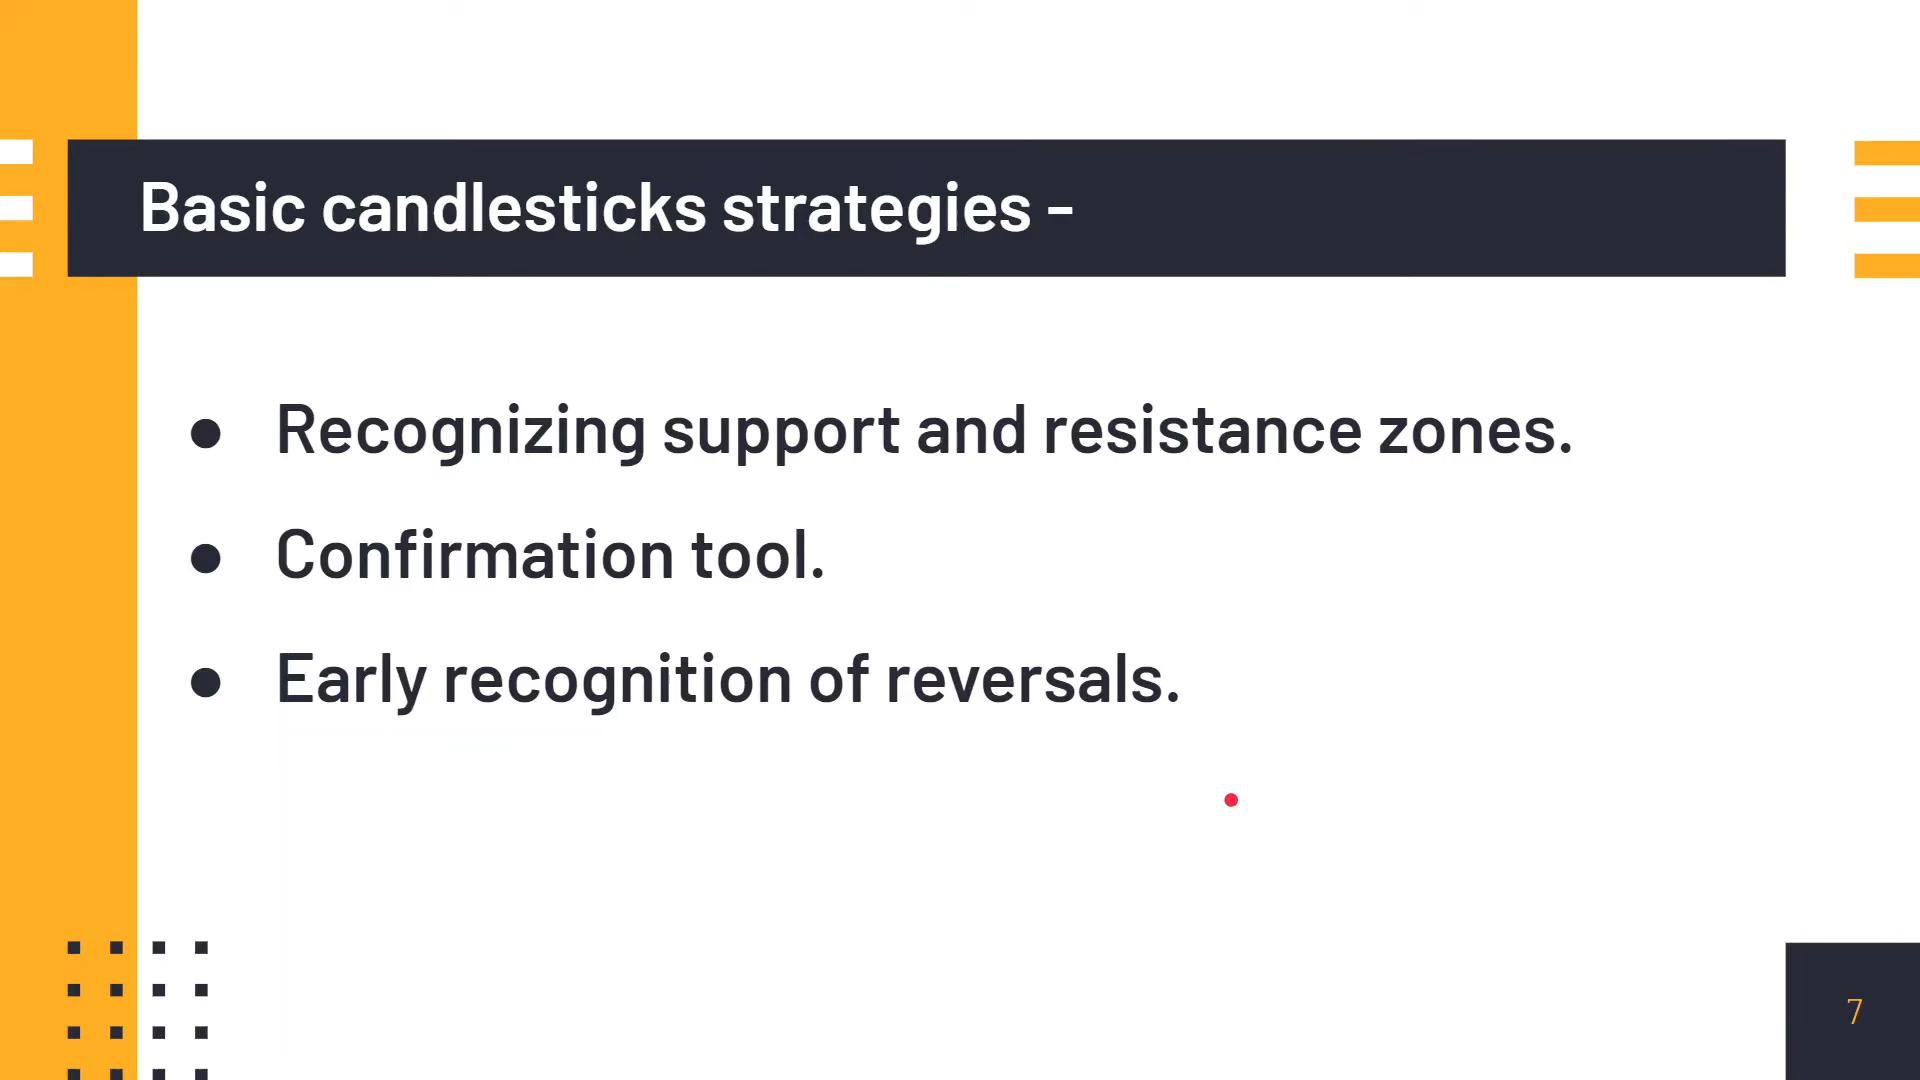 Basic candlesticks strategies -
● Recognizing support and resistance zones.
● Confirmation tool.
● Early recognition of reversals.
7